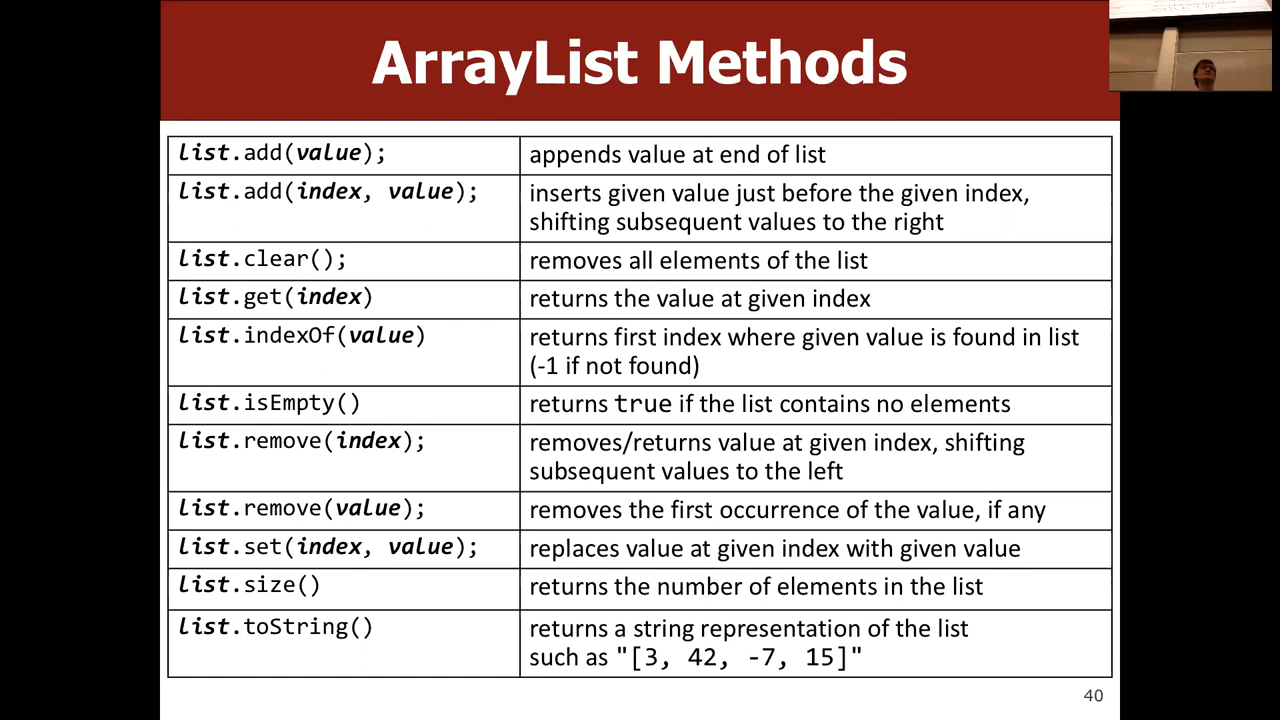 ArrayList Methods
list.add(value);
appends value at end of list
list.add(index, value);
inserts given value just before the given index,
shifting subsequent values to the right
list.clear();
removes all elements of the list
list.get(index)
returns the value at given index
list.indexOf(value)
returns first index where given value is found in list
(-1 if not found)
list.isEmpty()
returns true if the list contains no elements
list.remove(index);
removes/returns value at given index, shifting
subsequent values to the left
list.remove(value);
removes the first occurrence of the value, if any
list.set(index, value);
replaces value at given index with given value
list.size()
returns the number of elements in the list
list.toString()
returns a string representation of the list
such as "[3, 42, -7, 15]"
40